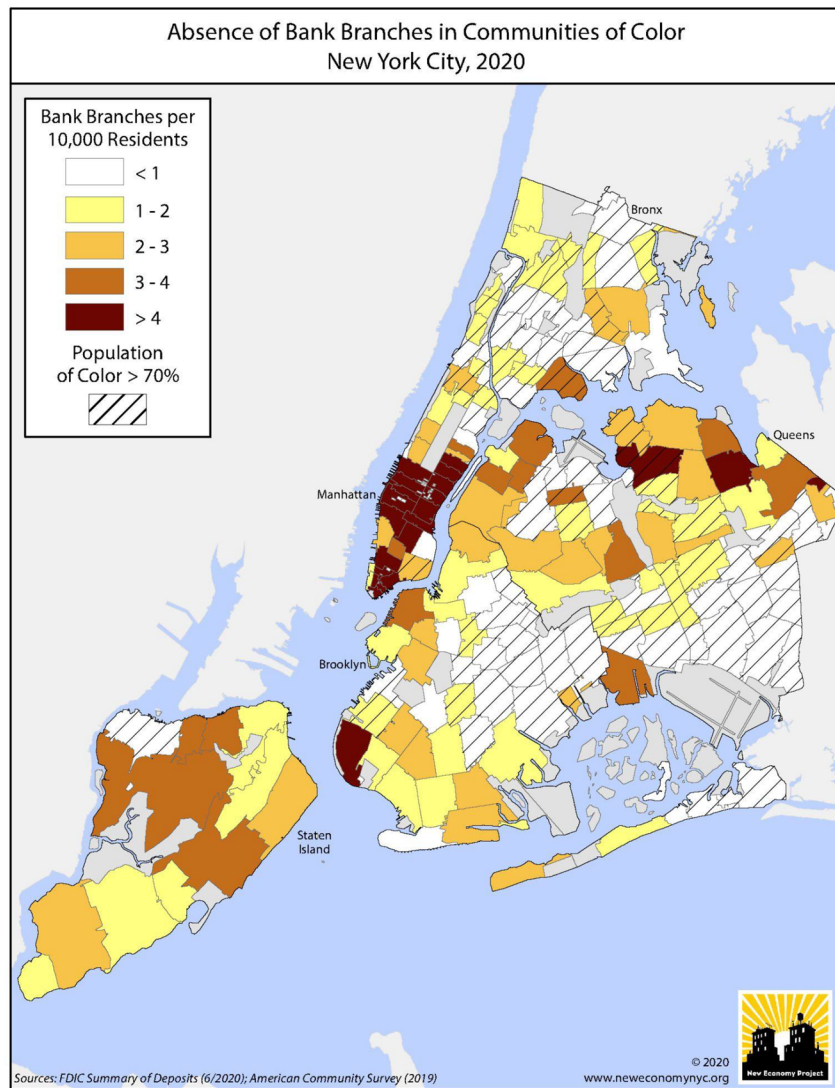 Absence of Bank Branches in Communities of Color
New York City, 2020
Bank Branches per
10,000 Residents
< 1
1 - 2
2 - 3
3 - 4
> 4
Population
of Color > 70%
Bronx
Queens
Manhattan
Brooklyn
Staten
Island
© 2020
Sources: FDIC Summary of Deposits (6/2020); American Community Survey (2019)
www.neweconomynyc.org
New Economy Project